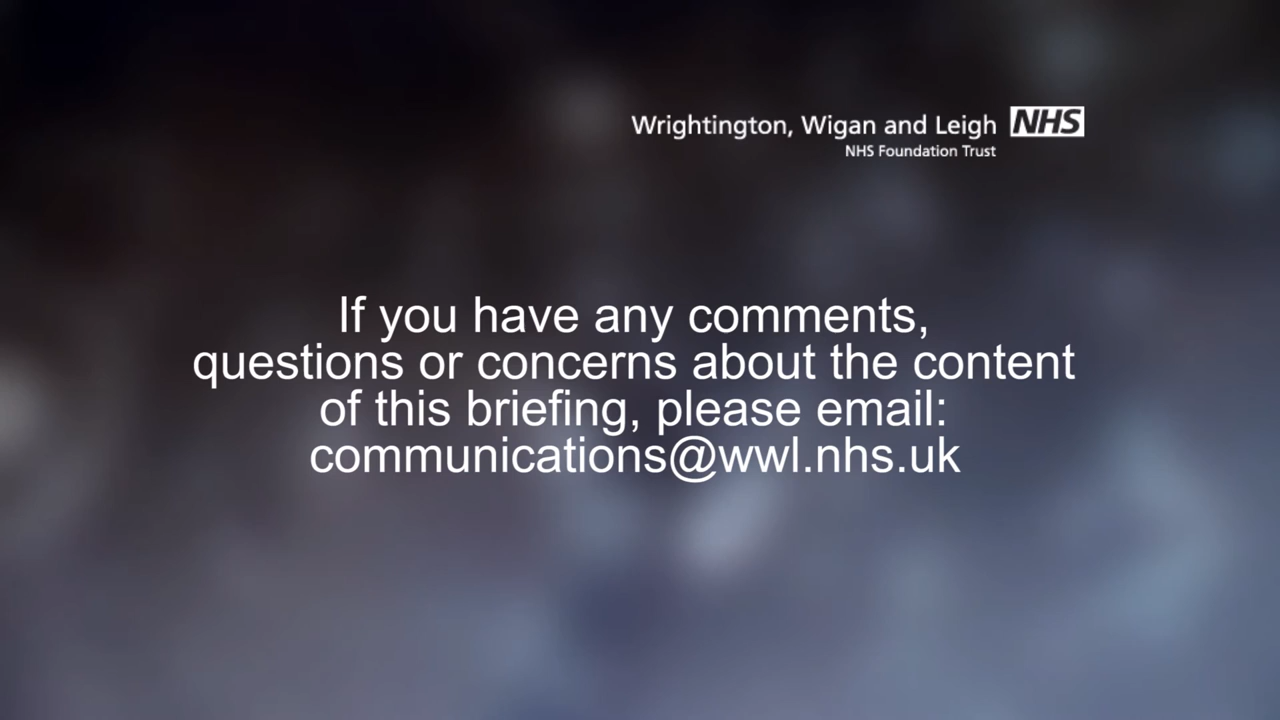 Wrightington, Wigan and Leigh NHS
NHS Foundation Trust
If you have any comments,
questions or concerns about the content
of this briefing, please email:
communications@wwl.nhs.uk